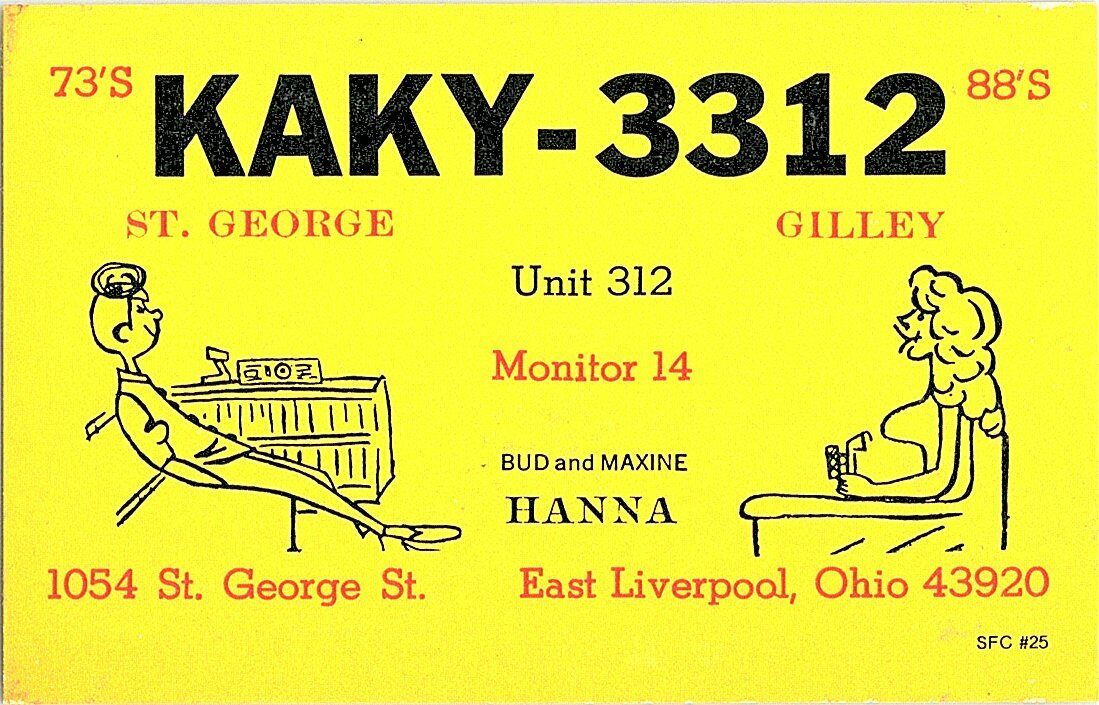 73'S KAKY-3312 88'S
ST. GEORGE GILLEY
Unit 312
Monitor 14
BUD and MAXINE
HANNA
1054 St. George St. East Liverpool, Ohio 43920
SFC #25